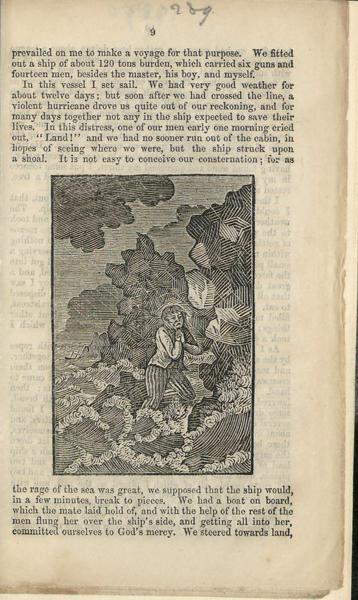 239
9
prevailed on me to make a voyage for that purpose. We fitted
out a ship of about 120 tons burden, which carried six guns and
fourteen men, besides the master, his boy, and myself.
In this vessel I set sail. We had very good weather for
about twelve days; but soon after we had crossed the line, a
violent hurricane drove us quite out of our reckoning, and for
many days together not any in the ship expected to save their
lives. In this distress, one of our men early one morning cried
out, "Land!" and we had no sooner run out of the cabin, in
hopes of seeing where we were, but the ship struck upon
a shoal. It is not easy to conceive our consternation; for as
the rage of the sea was great, we supposed that the ship would,
in a few minutes, break to pieces. We had a boat on board,
which the mate laid hold of, and with the help of the rest of the
men flung her over the ship's side, and getting all into her,
committed ourselves to God's mercy. We steered towards land,